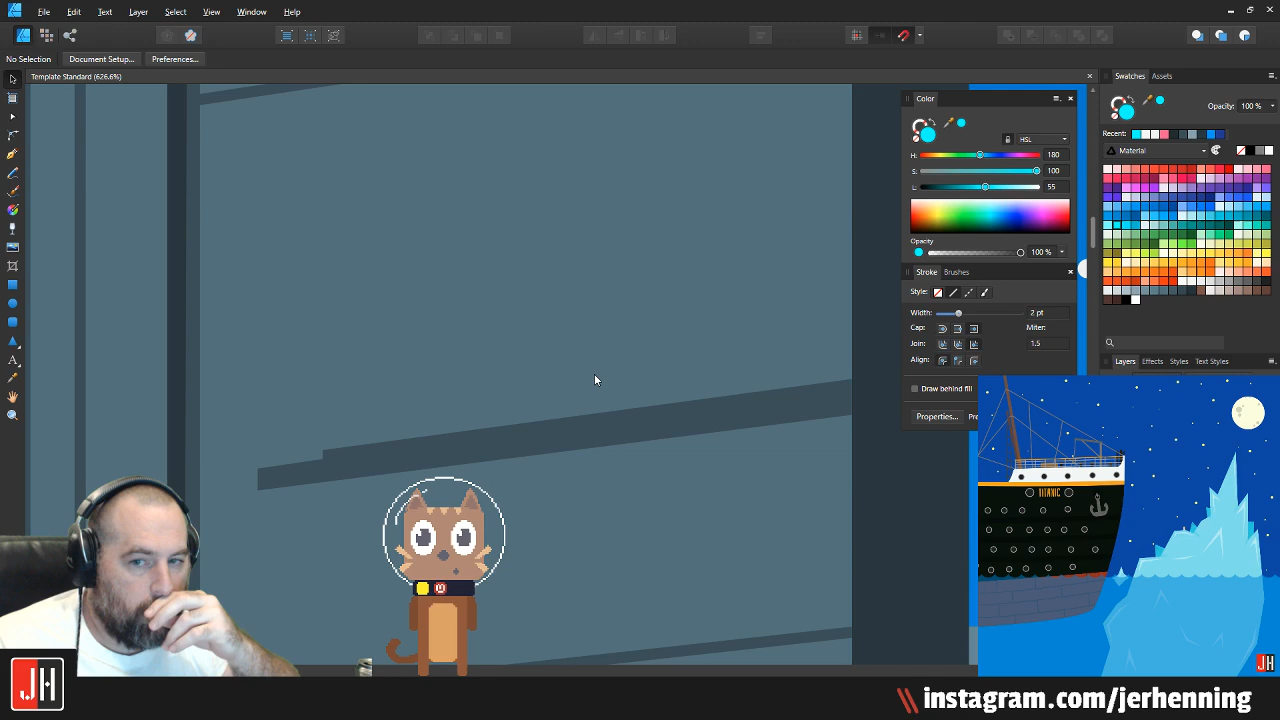 File Edit Text Layer Select View Window Help
No Selection Document Setup... Preferences...
Template Standard (626.6%)
Swatches Assets
Color
Opacity: 100 %
HSL
Recent:
H: 180
Material
S: 100
L: 55
Opacity
100 %
Stroke Brushes
Style:
Width: 2 pt
Cap: Miter:
Join: 1.5
Align:
Layers Effects Styles Text Styles
Draw behind fill
Properties... Pre
TITANIC
JH
JH
instagram.com/jerhenning